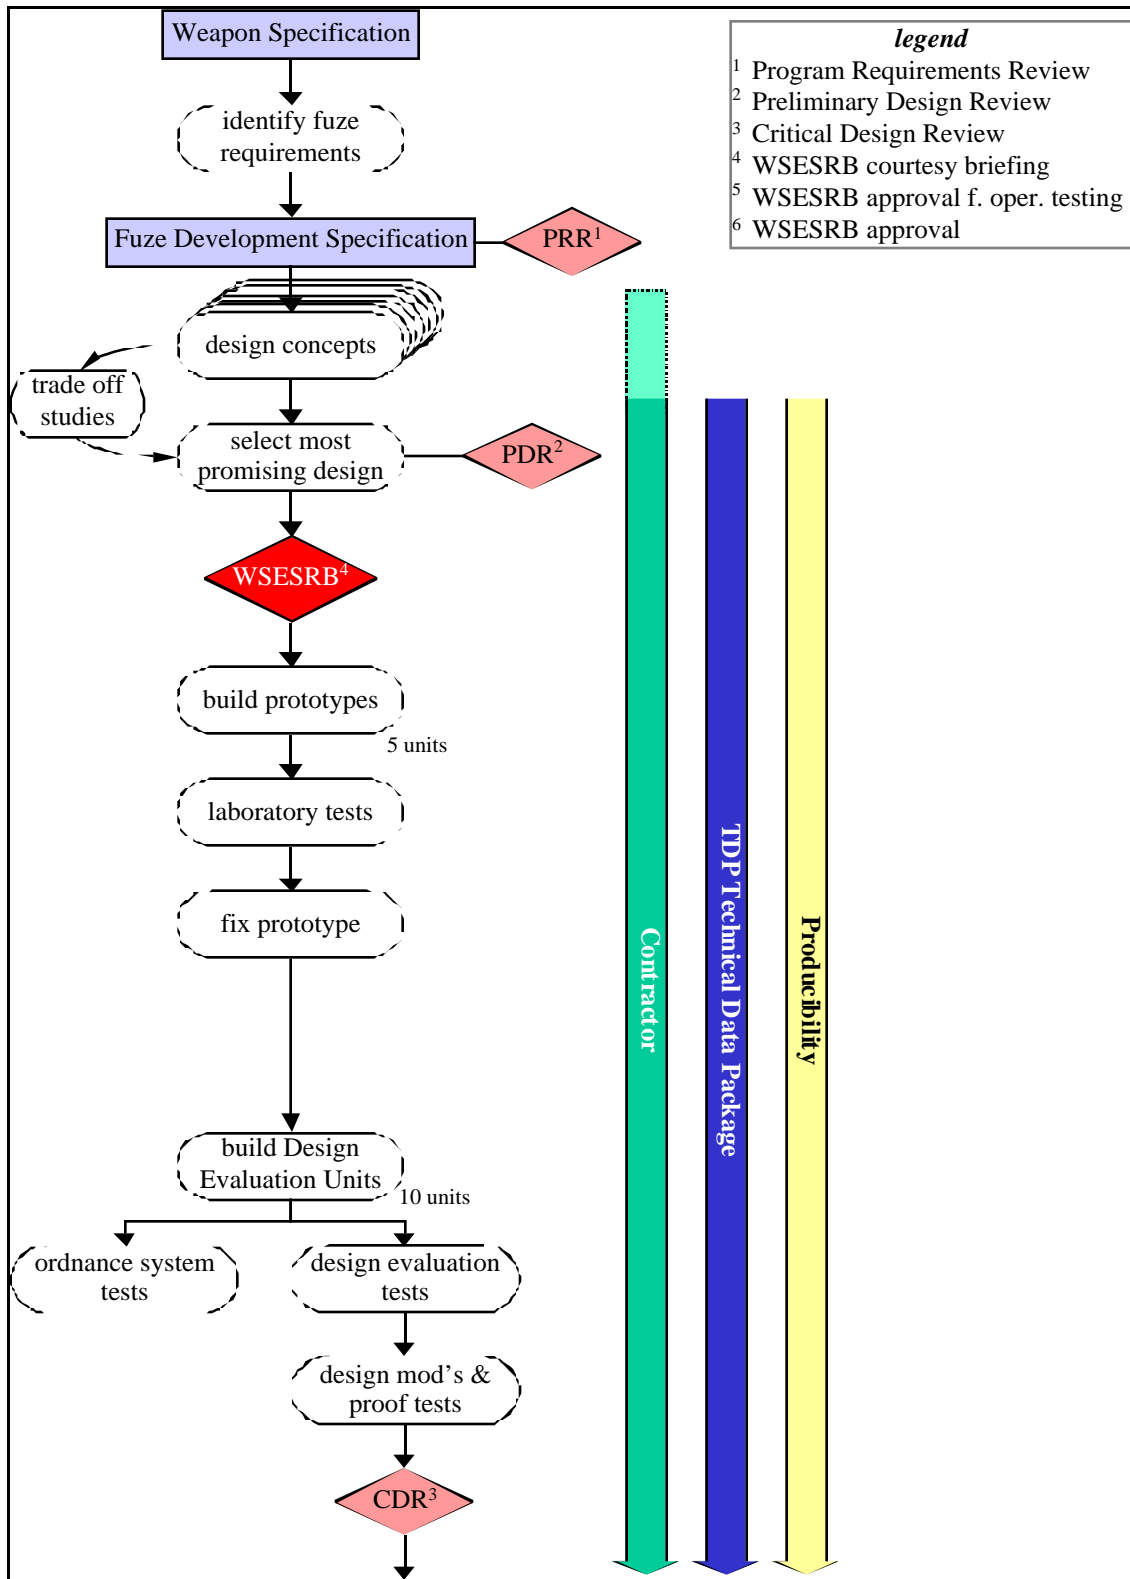 Weapon Specification
legend
1 Program Requirements Review
2 Preliminary Design Review
3 Critical Design Review
4 WSESRB courtesy briefing
5 WSESRB approval f. oper. testing
6 WSESRB approval
identify fuze
requirements
Fuze Development Specification
PRR1
design concepts
trade off
studies
select most
promising design
PDR2
WSESRB4
build prototypes
5 units
laboratory tests
fix prototype
Contractor
TDP Technical Data Package
Producibility
build Design
Evaluation Units
10 units
ordnance system
tests
design evaluation
tests
design mod's &
proof tests
CDR3